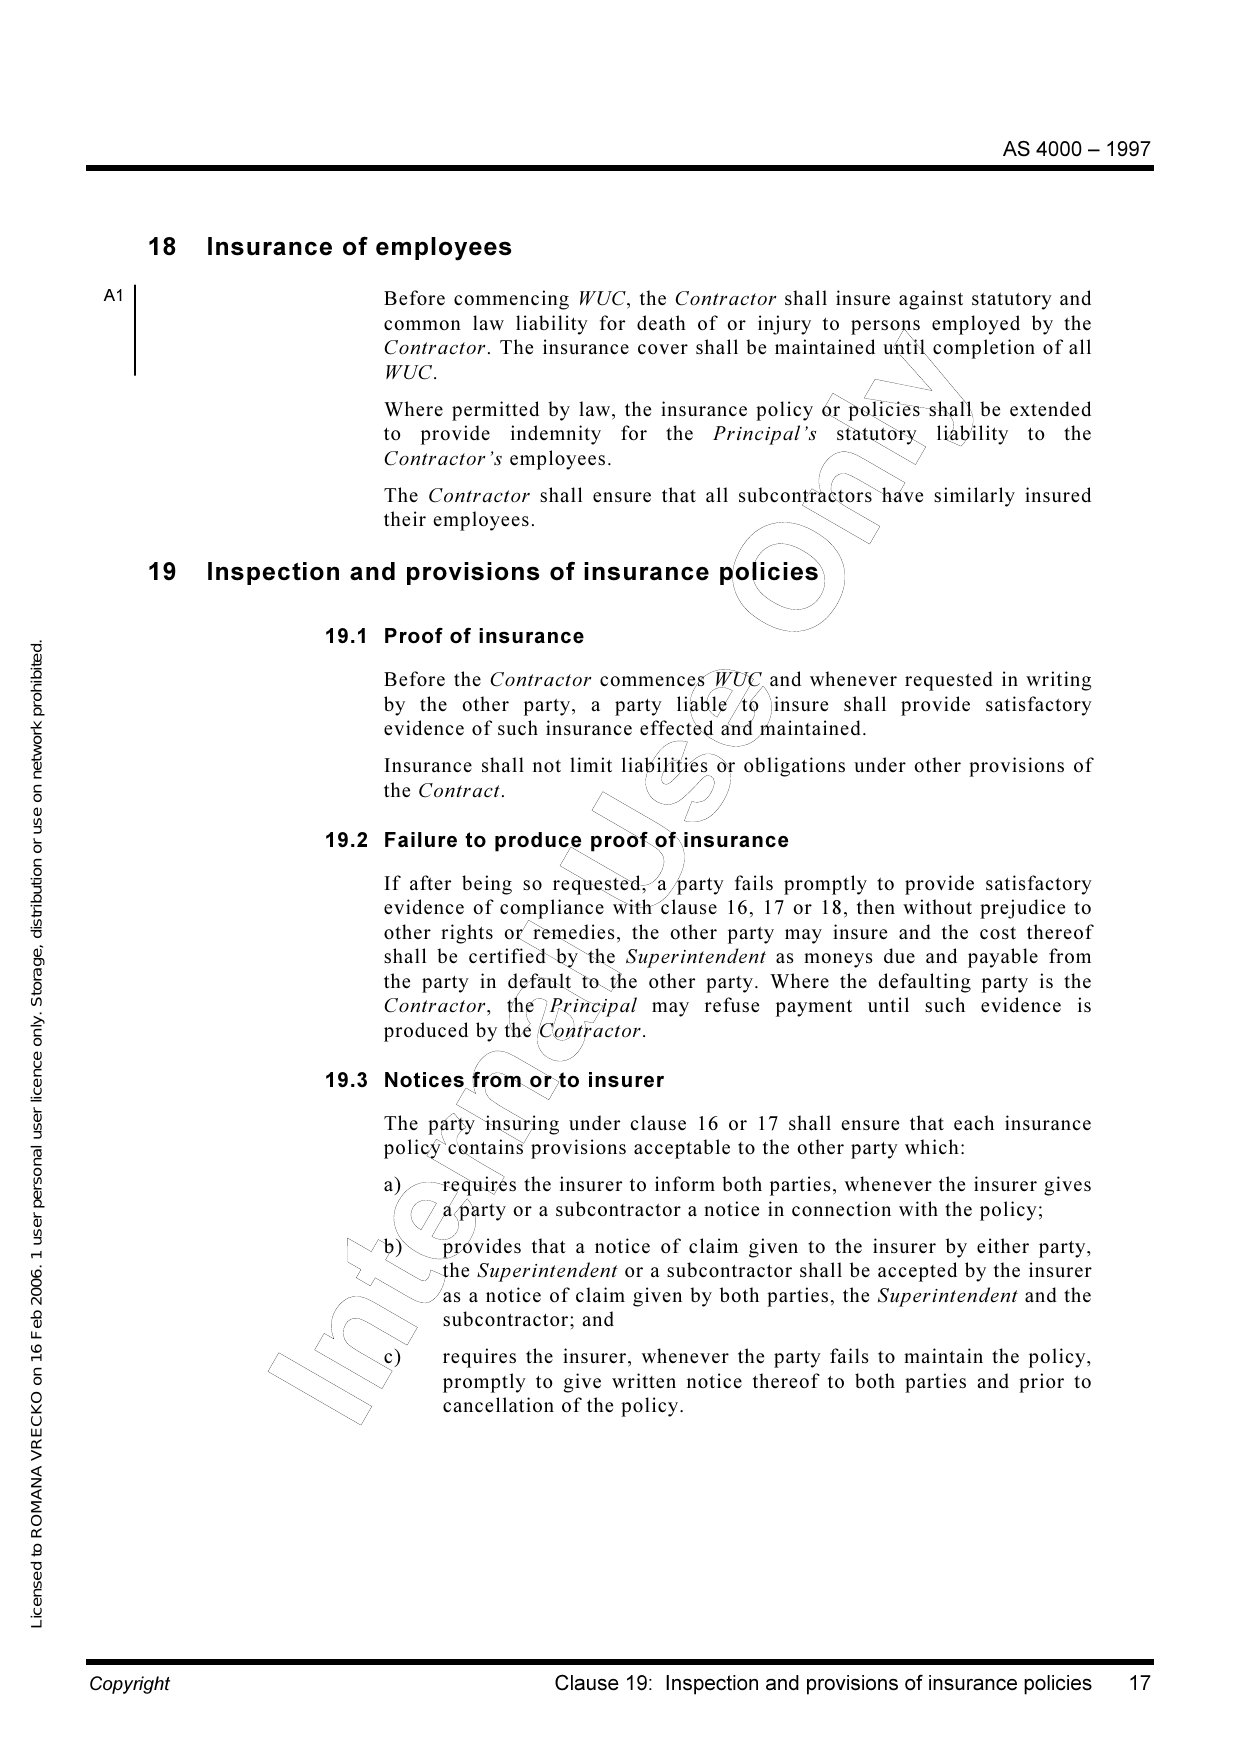 AS 4000 – 1997
18 Insurance of employees
A1
Before commencing WUC, the Contractor shall insure against statutory and
common law liability for death of or injury to persons employed by the
Contractor. The insurance cover shall be maintained until completion of all
WUC.
Where permitted by law, the insurance policy or policies shall be extended
to provide indemnity for the Principal’s statutory liability to the
Contractor’s employees.
The Contractor shall ensure that all subcontractors have similarly insured
their employees.
19 Inspection and provisions of insurance policies
19.1 Proof of insurance
Before the Contractor commences WUC and whenever requested in writing
by the other party, a party liable to insure shall provide satisfactory
evidence of such insurance effected and maintained.
Insurance shall not limit liabilities or obligations under other provisions of
the Contract.
19.2 Failure to produce proof of insurance
If after being so requested, a party fails promptly to provide satisfactory
evidence of compliance with clause 16, 17 or 18, then without prejudice to
other rights or remedies, the other party may insure and the cost thereof
shall be certified by the Superintendent as moneys due and payable from
the party in default to the other party. Where the defaulting party is the
Contractor, the Principal may refuse payment until such evidence is
produced by the Contractor.
19.3 Notices from or to insurer
The party insuring under clause 16 or 17 shall ensure that each insurance
policy contains provisions acceptable to the other party which:
a) requires the insurer to inform both parties, whenever the insurer gives
a party or a subcontractor a notice in connection with the policy;
b) provides that a notice of claim given to the insurer by either party,
the Superintendent or a subcontractor shall be accepted by the insurer
as a notice of claim given by both parties, the Superintendent and the
subcontractor; and
c) requires the insurer, whenever the party fails to maintain the policy,
promptly to give written notice thereof to both parties and prior to
cancellation of the policy.
Internal Use Only
Licensed to ROMANA VRECKO on 16 Feb 2006. 1 user personal user licence only. Storage, distribution or use on network prohibited.
Copyright Clause 19: Inspection and provisions of insurance policies 17